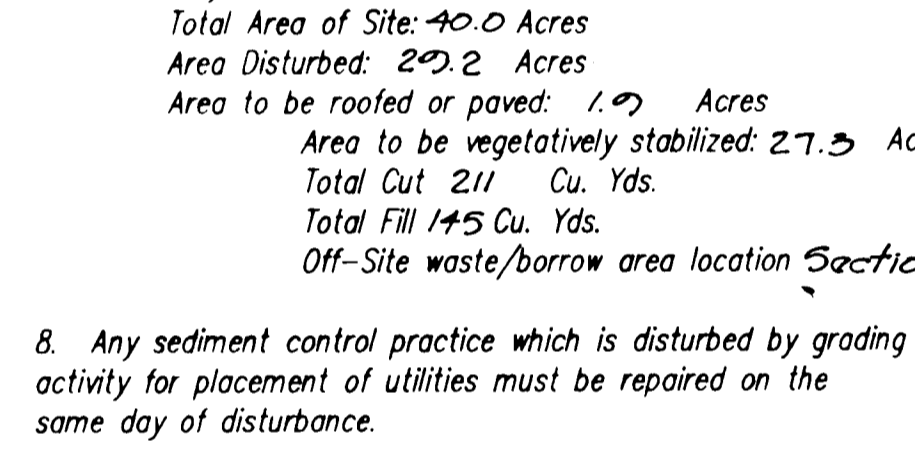 Total Area of Site: 40.0 Acres
Area Disturbed: 29.2 Acres
Area to be roofed or paved: 1.9 Acres
Area to be vegetatively stabilized: 27.3 Ac
Total Cut 211 Cu. Yds.
Total Fill 145 Cu. Yds.
Off-Site waste/borrow area location Sectio
8. Any sediment control practice which is disturbed by grading
activity for placement of utilities must be repaired on the
same day of disturbance.